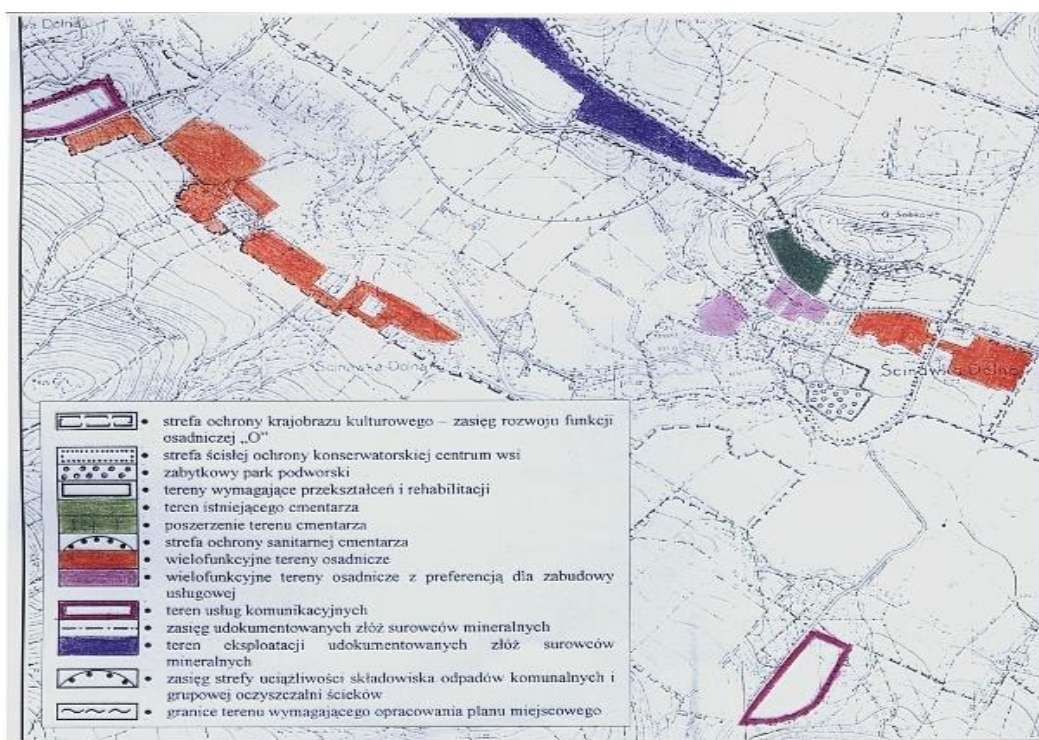 wa Dolna
G. Sobkowa
Ścinawka Dolna
Ścinawka Dolna
• strefa ochrony krajobrazu kulturowego – zasięg rozwoju funkcji
osadniczej „O”
• strefa ścisłej ochrony konserwatorskiej centrum wsi
• zabytkowy park podworski
• tereny wymagające przekształceń i rehabilitacji
• teren istniejącego cmentarza
• poszerzenie terenu cmentarza
• strefa ochrony sanitarnej cmentarza
• wielofunkcyjne tereny osadnicze
• wielofunkcyjne tereny osadnicze z preferencją dla zabudowy
usługowej
• teren usług komunikacyjnych
• zasięg udokumentowanych złóż surowców mineralnych
• teren eksploatacji udokumentowanych złóż surowców
mineralnych
• zasięg strefy uciążliwości składowiska odpadów komunalnych i
grupowej oczyszczalni ścieków
• granice terenu wymagającego opracowania planu miejscowego